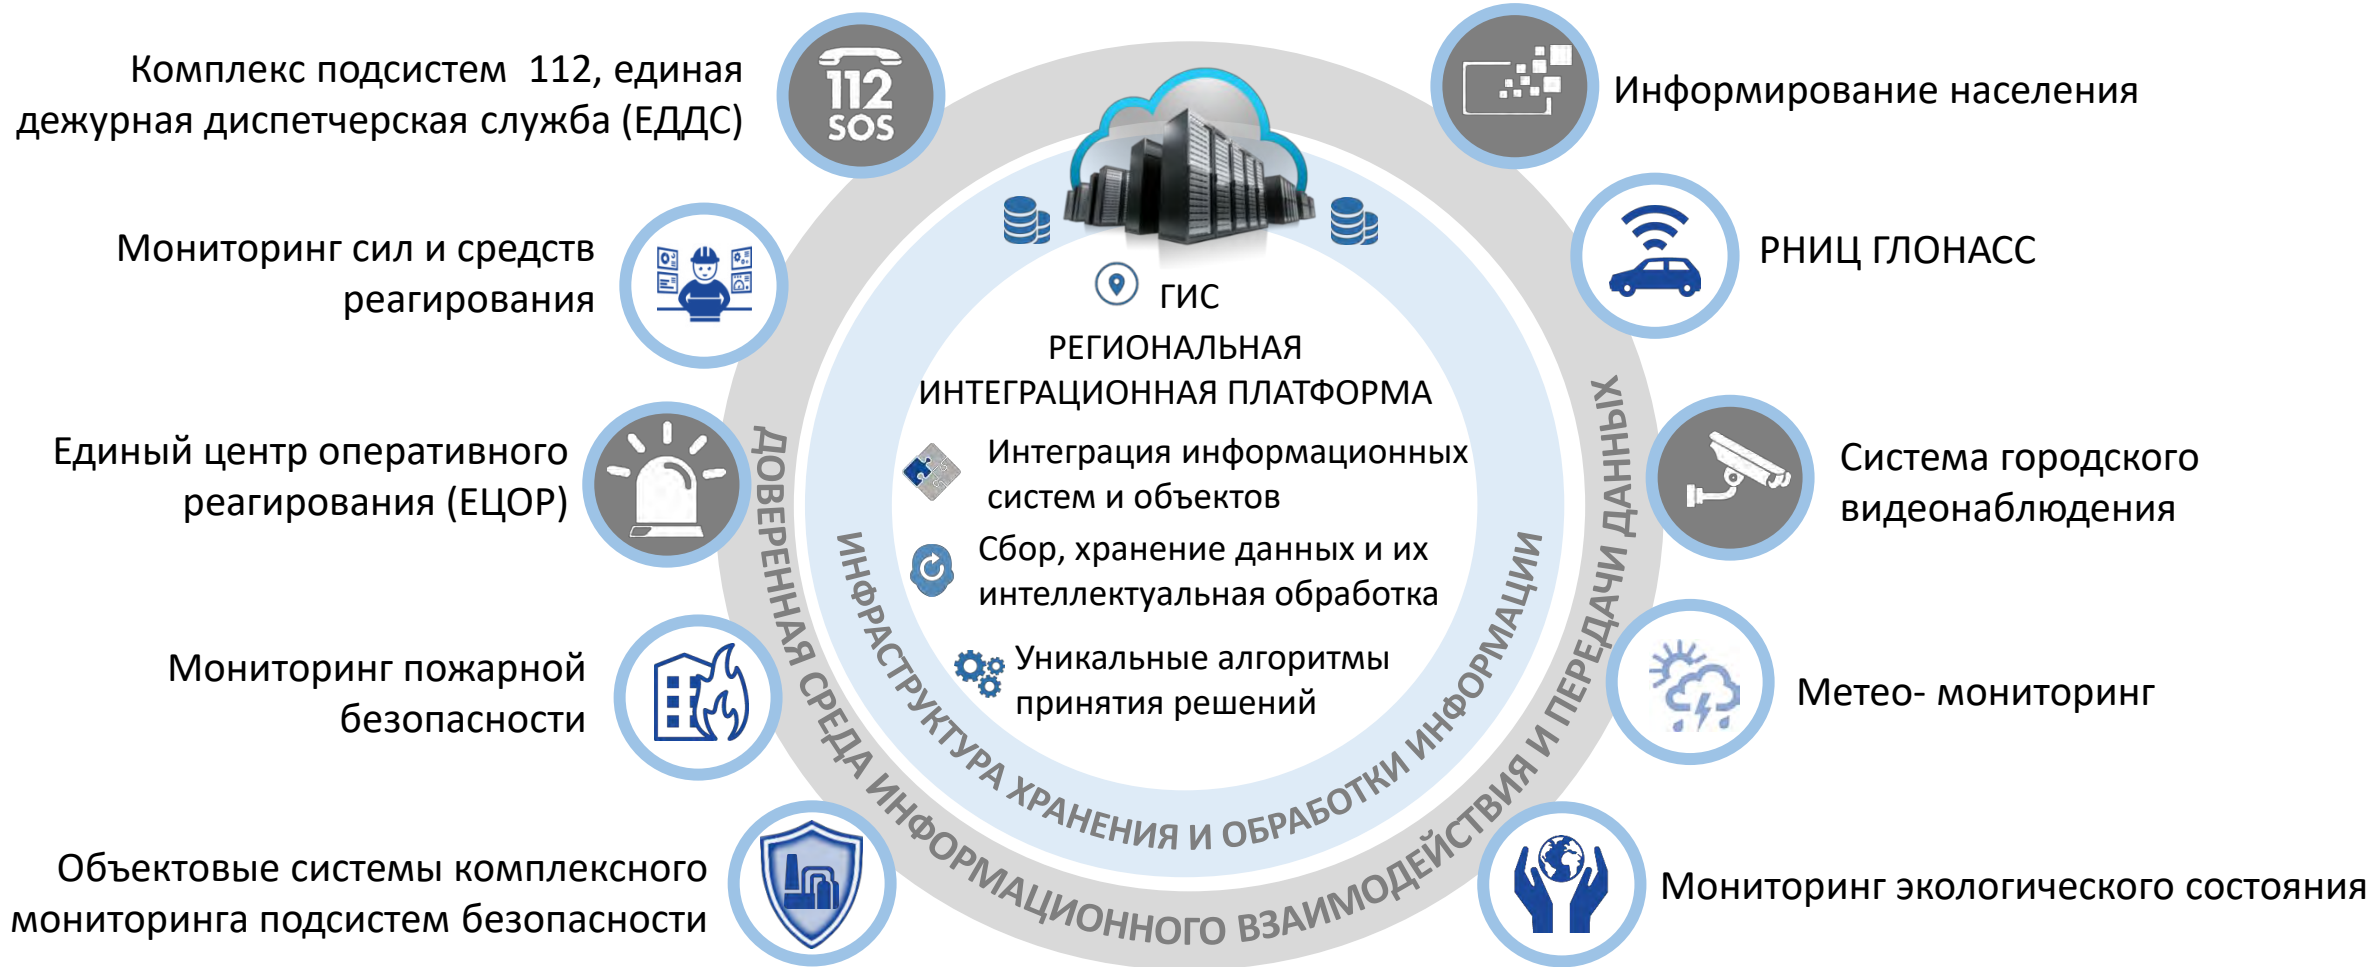 Комплекс подсистем 112, единая
дежурная диспетчерская служба (ЕДДС)
112
SOS
Мониторинг сил и средств
реагирования
Единый центр оперативного
реагирования (ЕЦОР)
Мониторинг пожарной
безопасности
Объектовые системы комплексного
мониторинга подсистем безопасности
ГИС
РЕГИОНАЛЬНАЯ
ИНТЕГРАЦИОННАЯ ПЛАТФОРМА
Интеграция информационных
систем и объектов
Сбор, хранение данных и их
интеллектуальная обработка
Уникальные алгоритмы
принятия решений
ИНФРАСТРУКТУРА ХРАНЕНИЯ И ОБРАБОТКИ ИНФОРМАЦИИ
ДОВЕРЕННАЯ СРЕДА ИНФОРМАЦИОННОГО ВЗАИМОДЕЙСТВИЯ И ПЕРЕДАЧИ ДАННЫХ
Информирование населения
РНИЦ ГЛОНАСС
Система городского
видеонаблюдения
Метео- мониторинг
Мониторинг экологического состояния